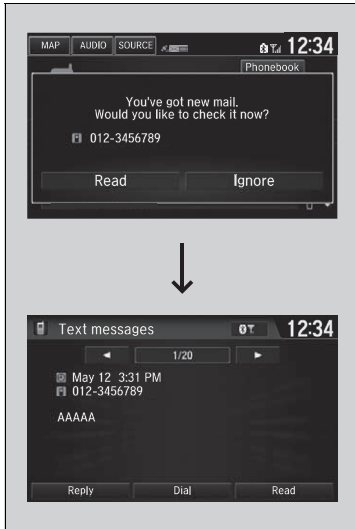 MAP AUDIO SOURCE 12:34
Phonebook
You've got new mail.
Would you like to check it now?
012-3456789
Read Ignore
Text messages 12:34
1/20
May 12 3:31 PM
012-3456789
AAAAA
Reply Dial Read